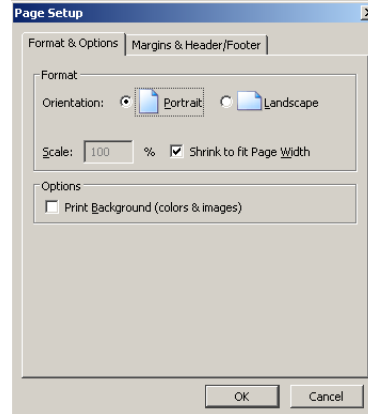 Page Setup
Format & Options Margins & Header/Footer
Format
Orientation: Portrait Landscape
Scale: 100 % Shrink to fit Page Width
Options
Print Background (colors & images)
OK Cancel